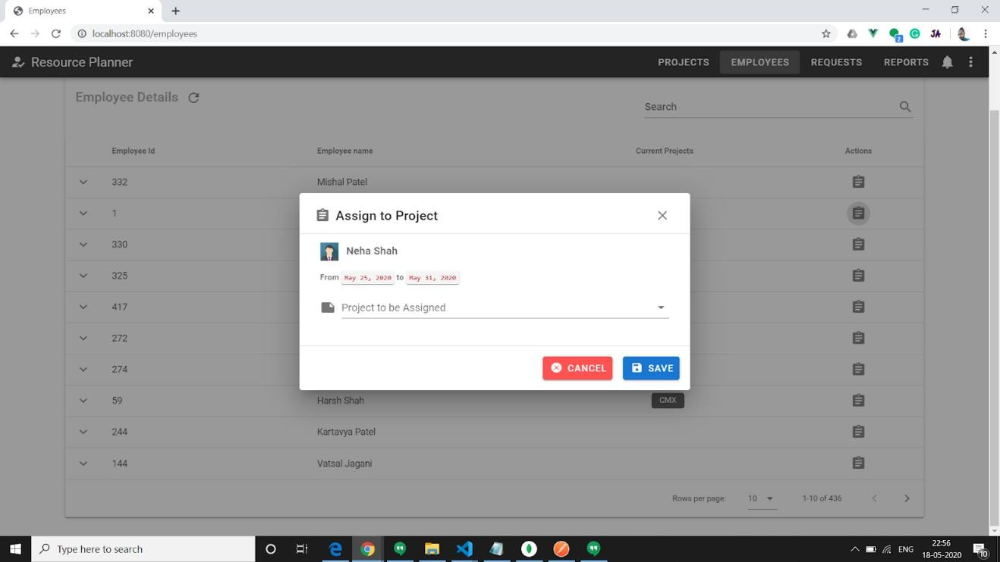 Employees
localhost:8080/employees
2
JA
Resource Planner
PROJECTS EMPLOYEES REQUESTS REPORTS
Employee Details
Search
Employee Id Employee name Current Projects Actions
332 Mishal Patel
1
330
325
417
272
274
59 Harsh Shah CMX
244 Kartavya Patel
144 Vatsal Jagani
Rows per page: 10 1-10 of 436
Assign to Project
Neha Shah
From May 25, 2020 to May 31, 2020
Project to be Assigned
CANCEL SAVE
Type here to search
ENG
22:56
18-05-2020
10